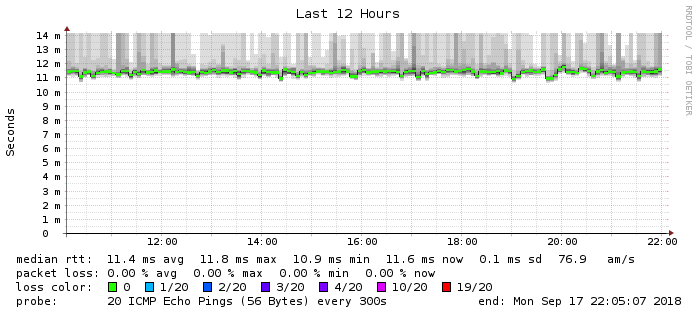 Last 12 Hours
RRDTOOL / TOBI OETIKER
Seconds
14 m
13 m
12 m
11 m
10 m
9 m
8 m
7 m
6 m
5 m
4 m
3 m
2 m
1 m
0
12:00 14:00 16:00 18:00 20:00 22:00
median rtt: 11.4 ms avg 11.8 ms max 10.9 ms min 11.6 ms now 0.1 ms sd 76.9 am/s
packet loss: 0.00 % avg 0.00 % max 0.00 % min 0.00 % now
loss color: 0 1/20 2/20 3/20 4/20 10/20 19/20
probe: 20 ICMP Echo Pings (56 Bytes) every 300s end: Mon Sep 17 22:05:07 2018